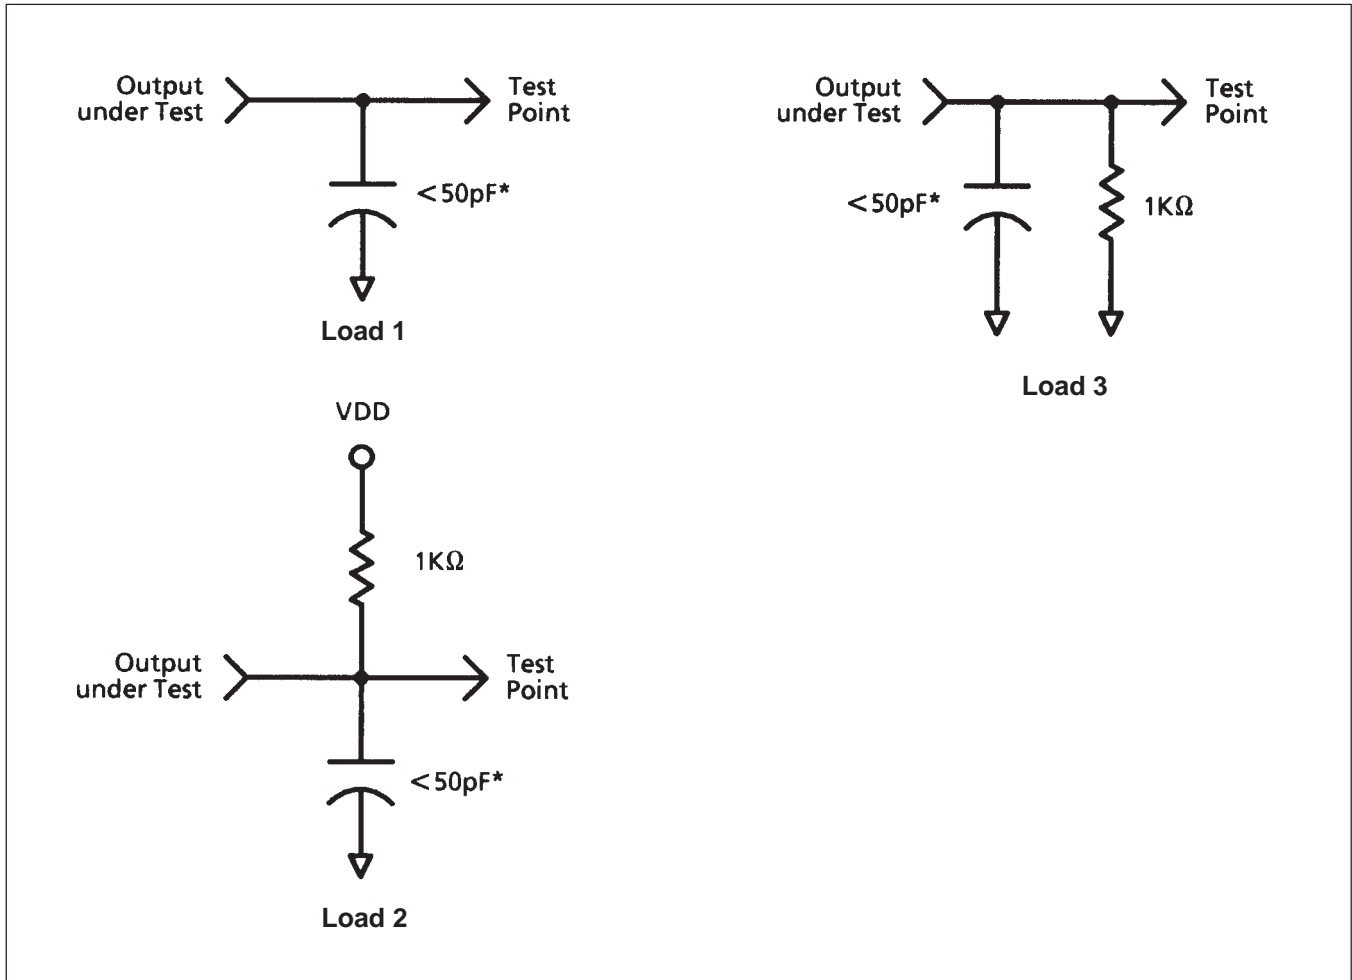 Output
under Test
Test
Point
<50pF*
Load 1
Output
under Test
Test
Point
<50pF*
1KΩ
Load 3
VDD
1KΩ
Output
under Test
Test
Point
<50pF*
Load 2